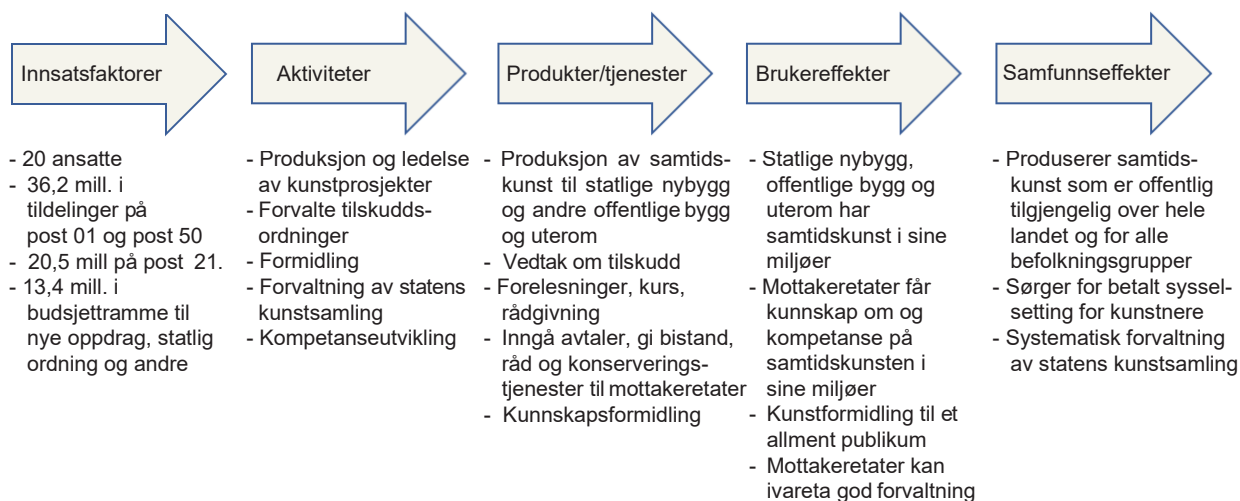 Innsatsfaktorer
- 20 ansatte
- 36,2 mill. i
tildelinger på
post 01 og post 50
- 20,5 mill på post 21.
- 13,4 mill. i
budsjettramme til
nye oppdrag, statlig
ordning og andre
Aktiviteter
- Produksjon og ledelse
av kunstprosjekter
- Forvalte tilskudds-
ordninger
- Formidling
- Forvaltning av statens
kunstsamling
- Kompetanseutvikling
Produkter/tjenester
- Produksjon av samtids-
kunst til statlige nybygg
og andre offentlige bygg
og uterom
- Vedtak om tilskudd
- Forelesninger, kurs,
rådgivning
- Inngå avtaler, gi bistand,
råd og konserverings-
tjenester til mottakeretater
- Kunnskapsformidling
Brukereffekter
- Statlige nybygg,
offentlige bygg og
uterom har
samtidskunst i sine
miljøer
- Mottakeretater får
kunnskap om og
kompetanse på
samtidskunsten i
sine miljøer
- Kunstformidling til et
allment publikum
- Mottakeretater kan
ivareta god forvaltning
Samfunnseffekter
- Produserer samtids-
kunst som er offentlig
tilgjengelig over hele
landet og for alle
befolkningsgrupper
- Sørger for betalt syssel-
setting for kunstnere
- Systematisk forvaltning
av statens kunstsamling